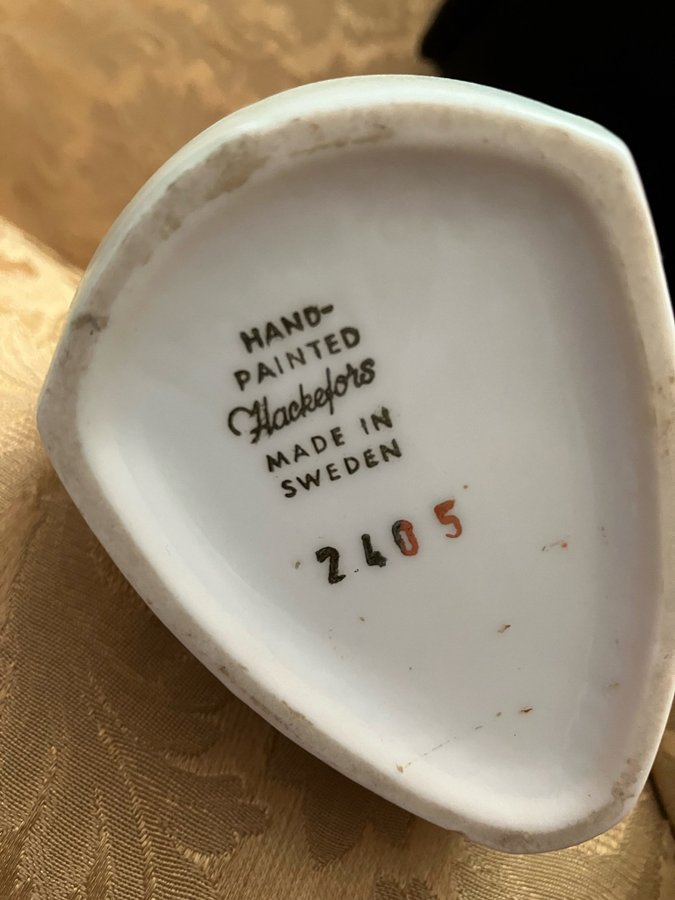 HAND-
PAINTED
Hackefors
MADE IN
SWEDEN
2405